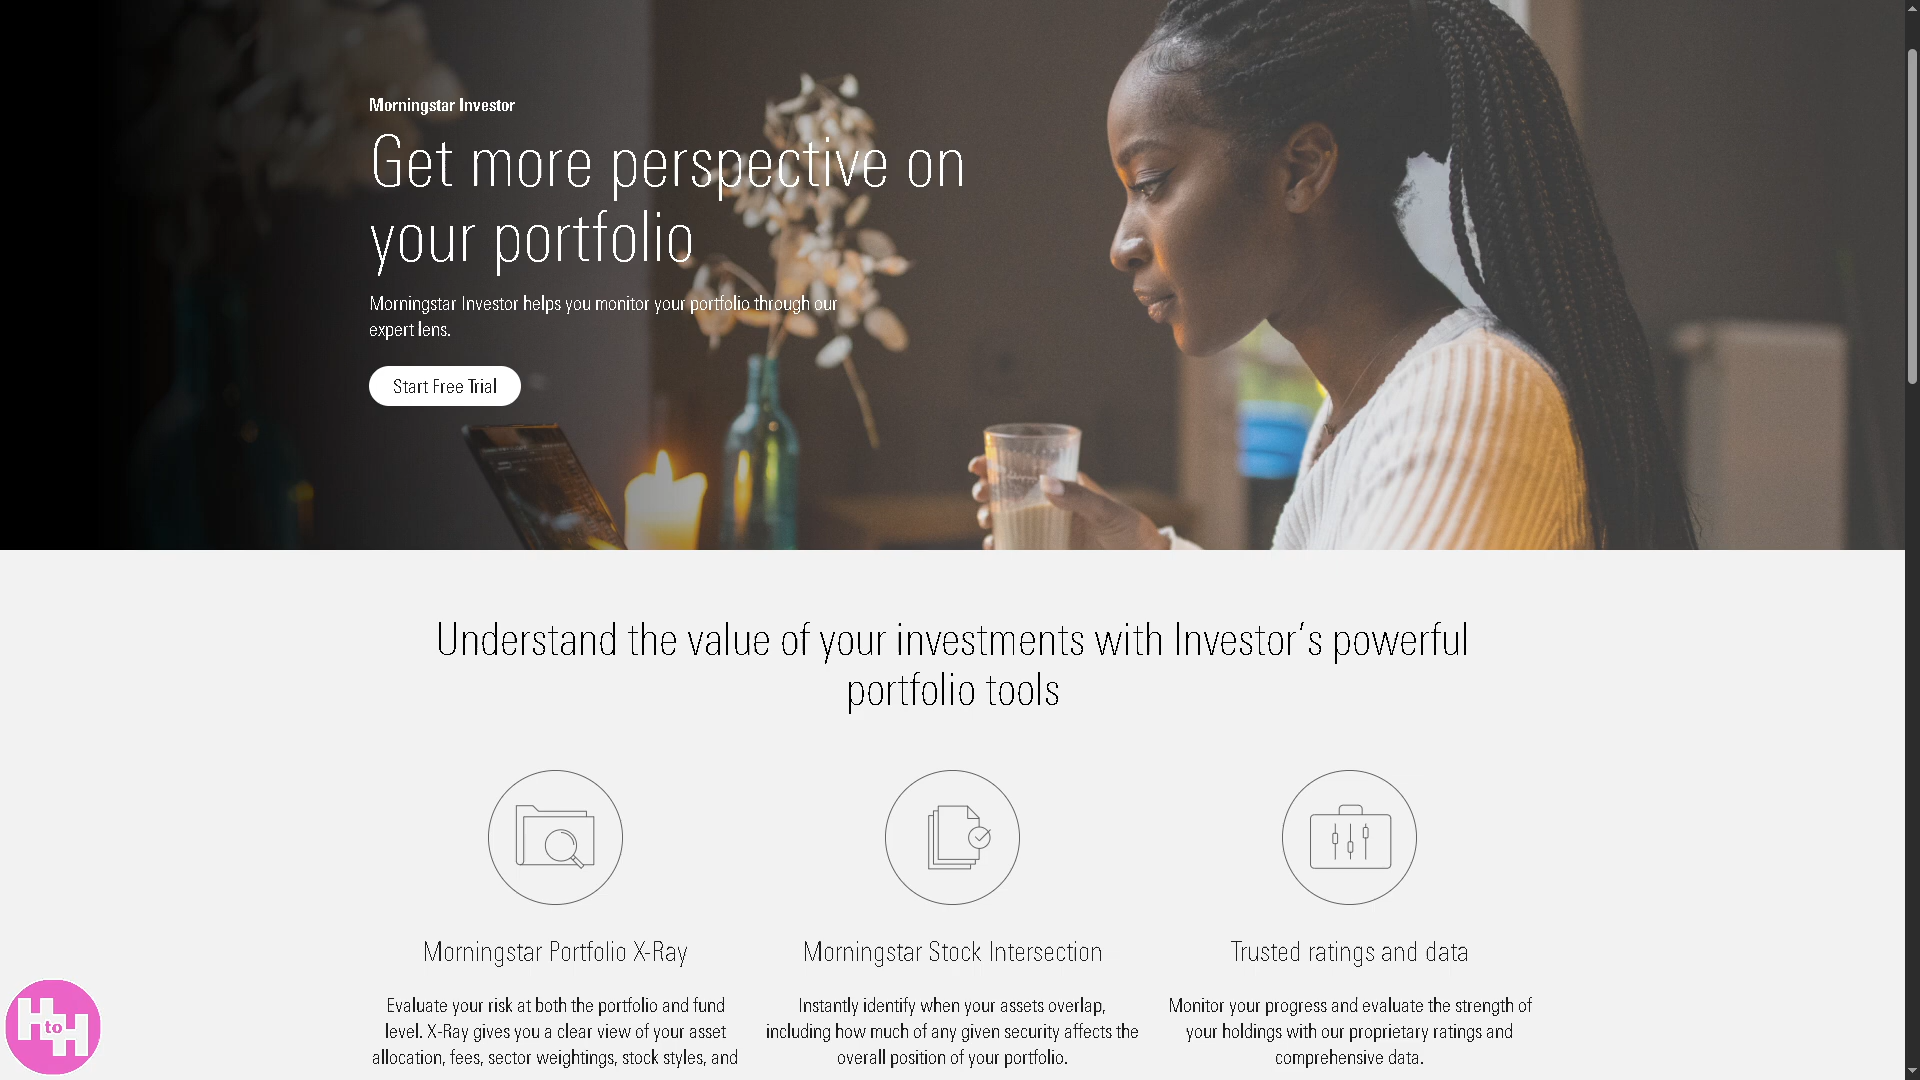 Morningstar Investor
Get more perspective on
your portfolio
Morningstar Investor helps you monitor your portfolio through our
expert lens.
Start Free Trial
Understand the value of your investments with Investor's powerful
portfolio tools
Morningstar Portfolio X-Ray
Evaluate your risk at both the portfolio and fund
level. X-Ray gives you a clear view of your asset
allocation, fees, sector weightings, stock styles, and
Morningstar Stock Intersection
Instantly identify when your assets overlap,
including how much of any given security affects the
overall position of your portfolio.
Trusted ratings and data
Monitor your progress and evaluate the strength of
your holdings with our proprietary ratings and
comprehensive data.
H to H